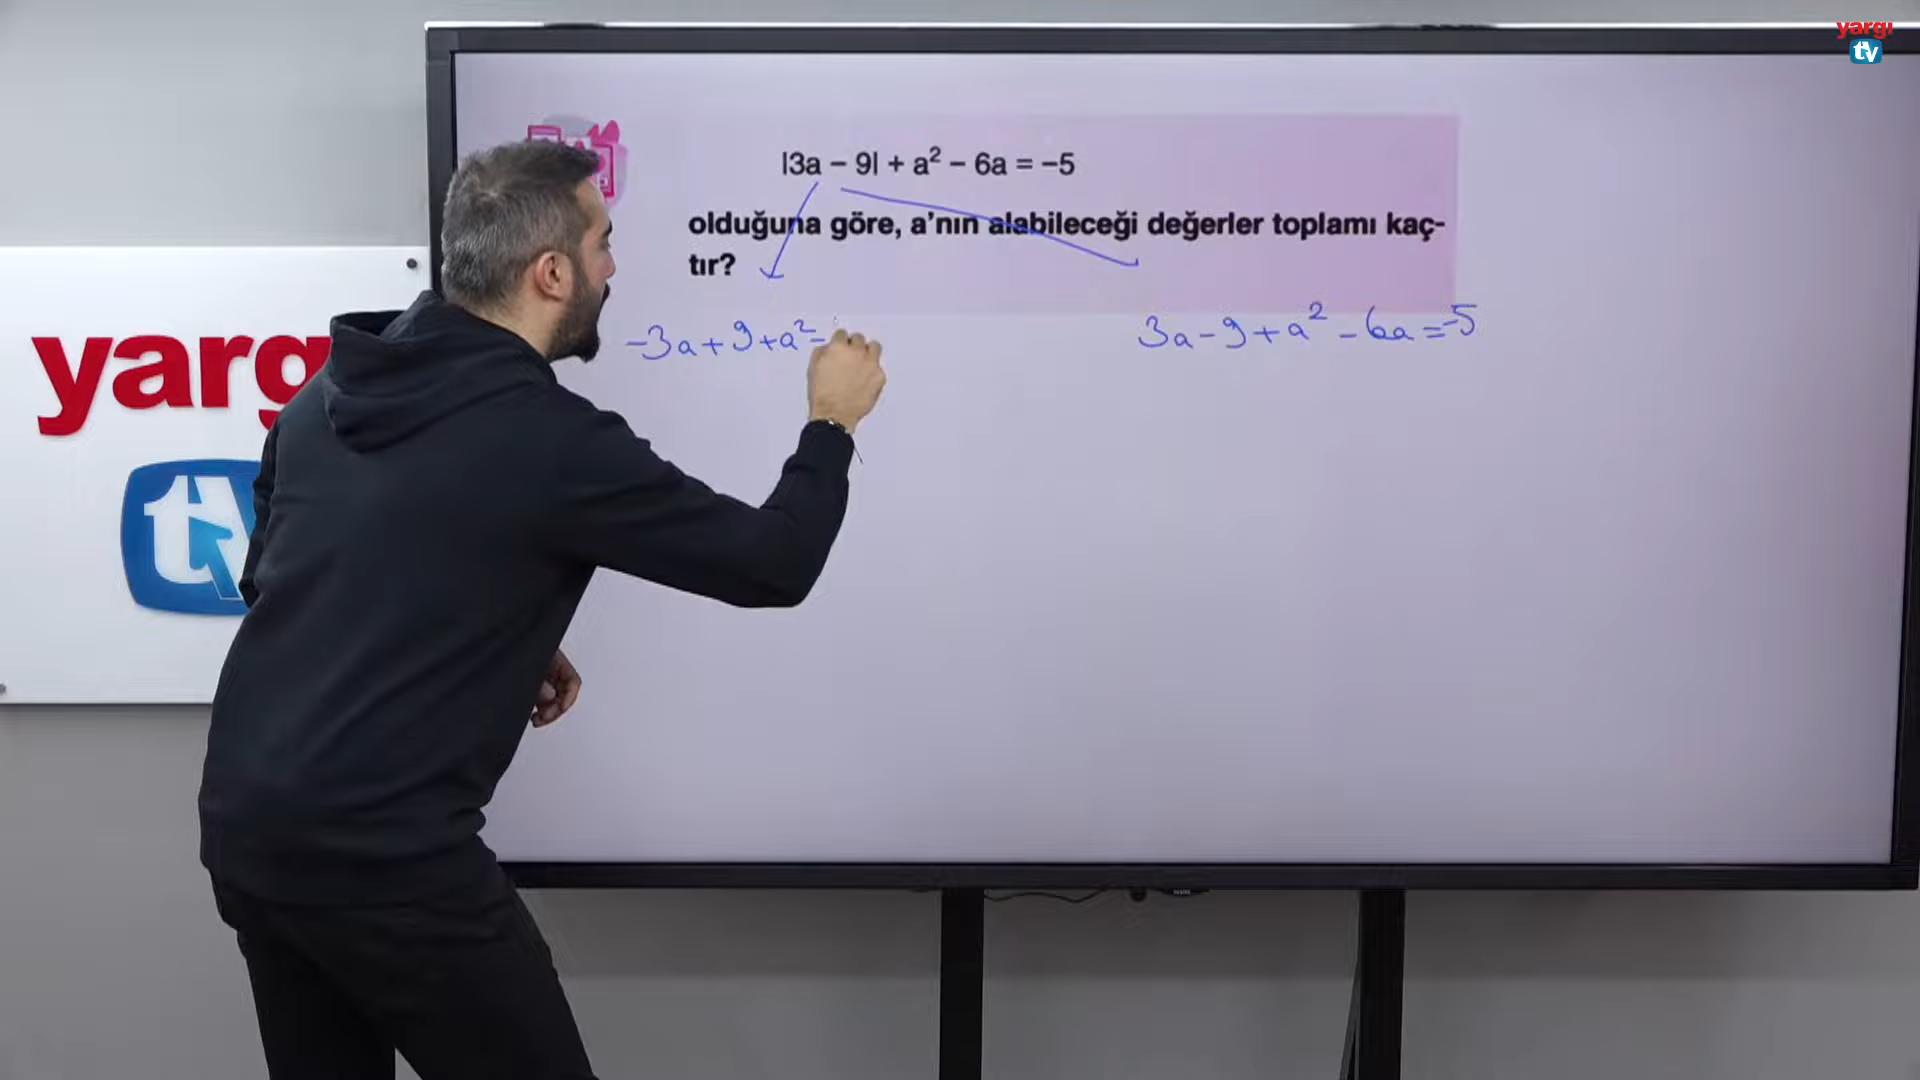 yargı
tv
|3a – 9| + a² – 6a = –5
olduğuna göre, a’nın alabileceği değerler toplamı kaç-
tır?
-3a+9+a²-
3a-9+a²-6a=-5
yarg
tv